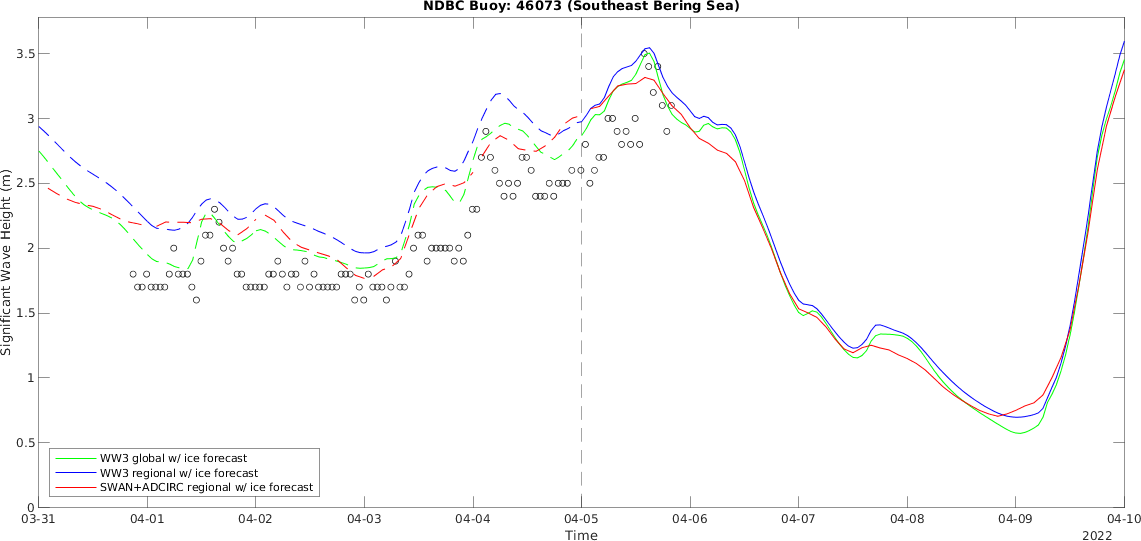 NDBC Buoy: 46073 (Southeast Bering Sea)
Significant Wave Height (m)
3.5
3
2.5
2
1.5
1
0.5
0
WW3 global w/ ice forecast
WW3 regional w/ ice forecast
SWAN+ADCIRC regional w/ ice forecast
03-31 04-01 04-02 04-03 04-04 04-05 04-06 04-07 04-08 04-09 04-10
Time
2022